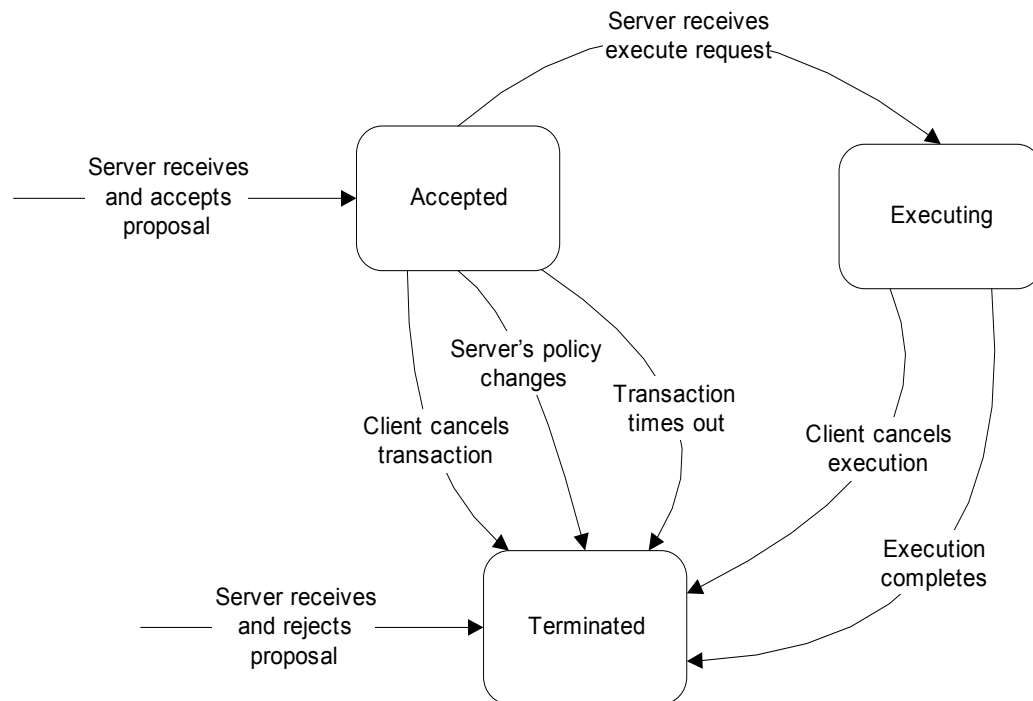 Server receives
execute request
Server receives
and accepts
proposal
Accepted
Executing
Server’s policy
changes
Transaction
times out
Client cancels
transaction
Client cancels
execution
Execution
completes
Server receives
and rejects
proposal
Terminated